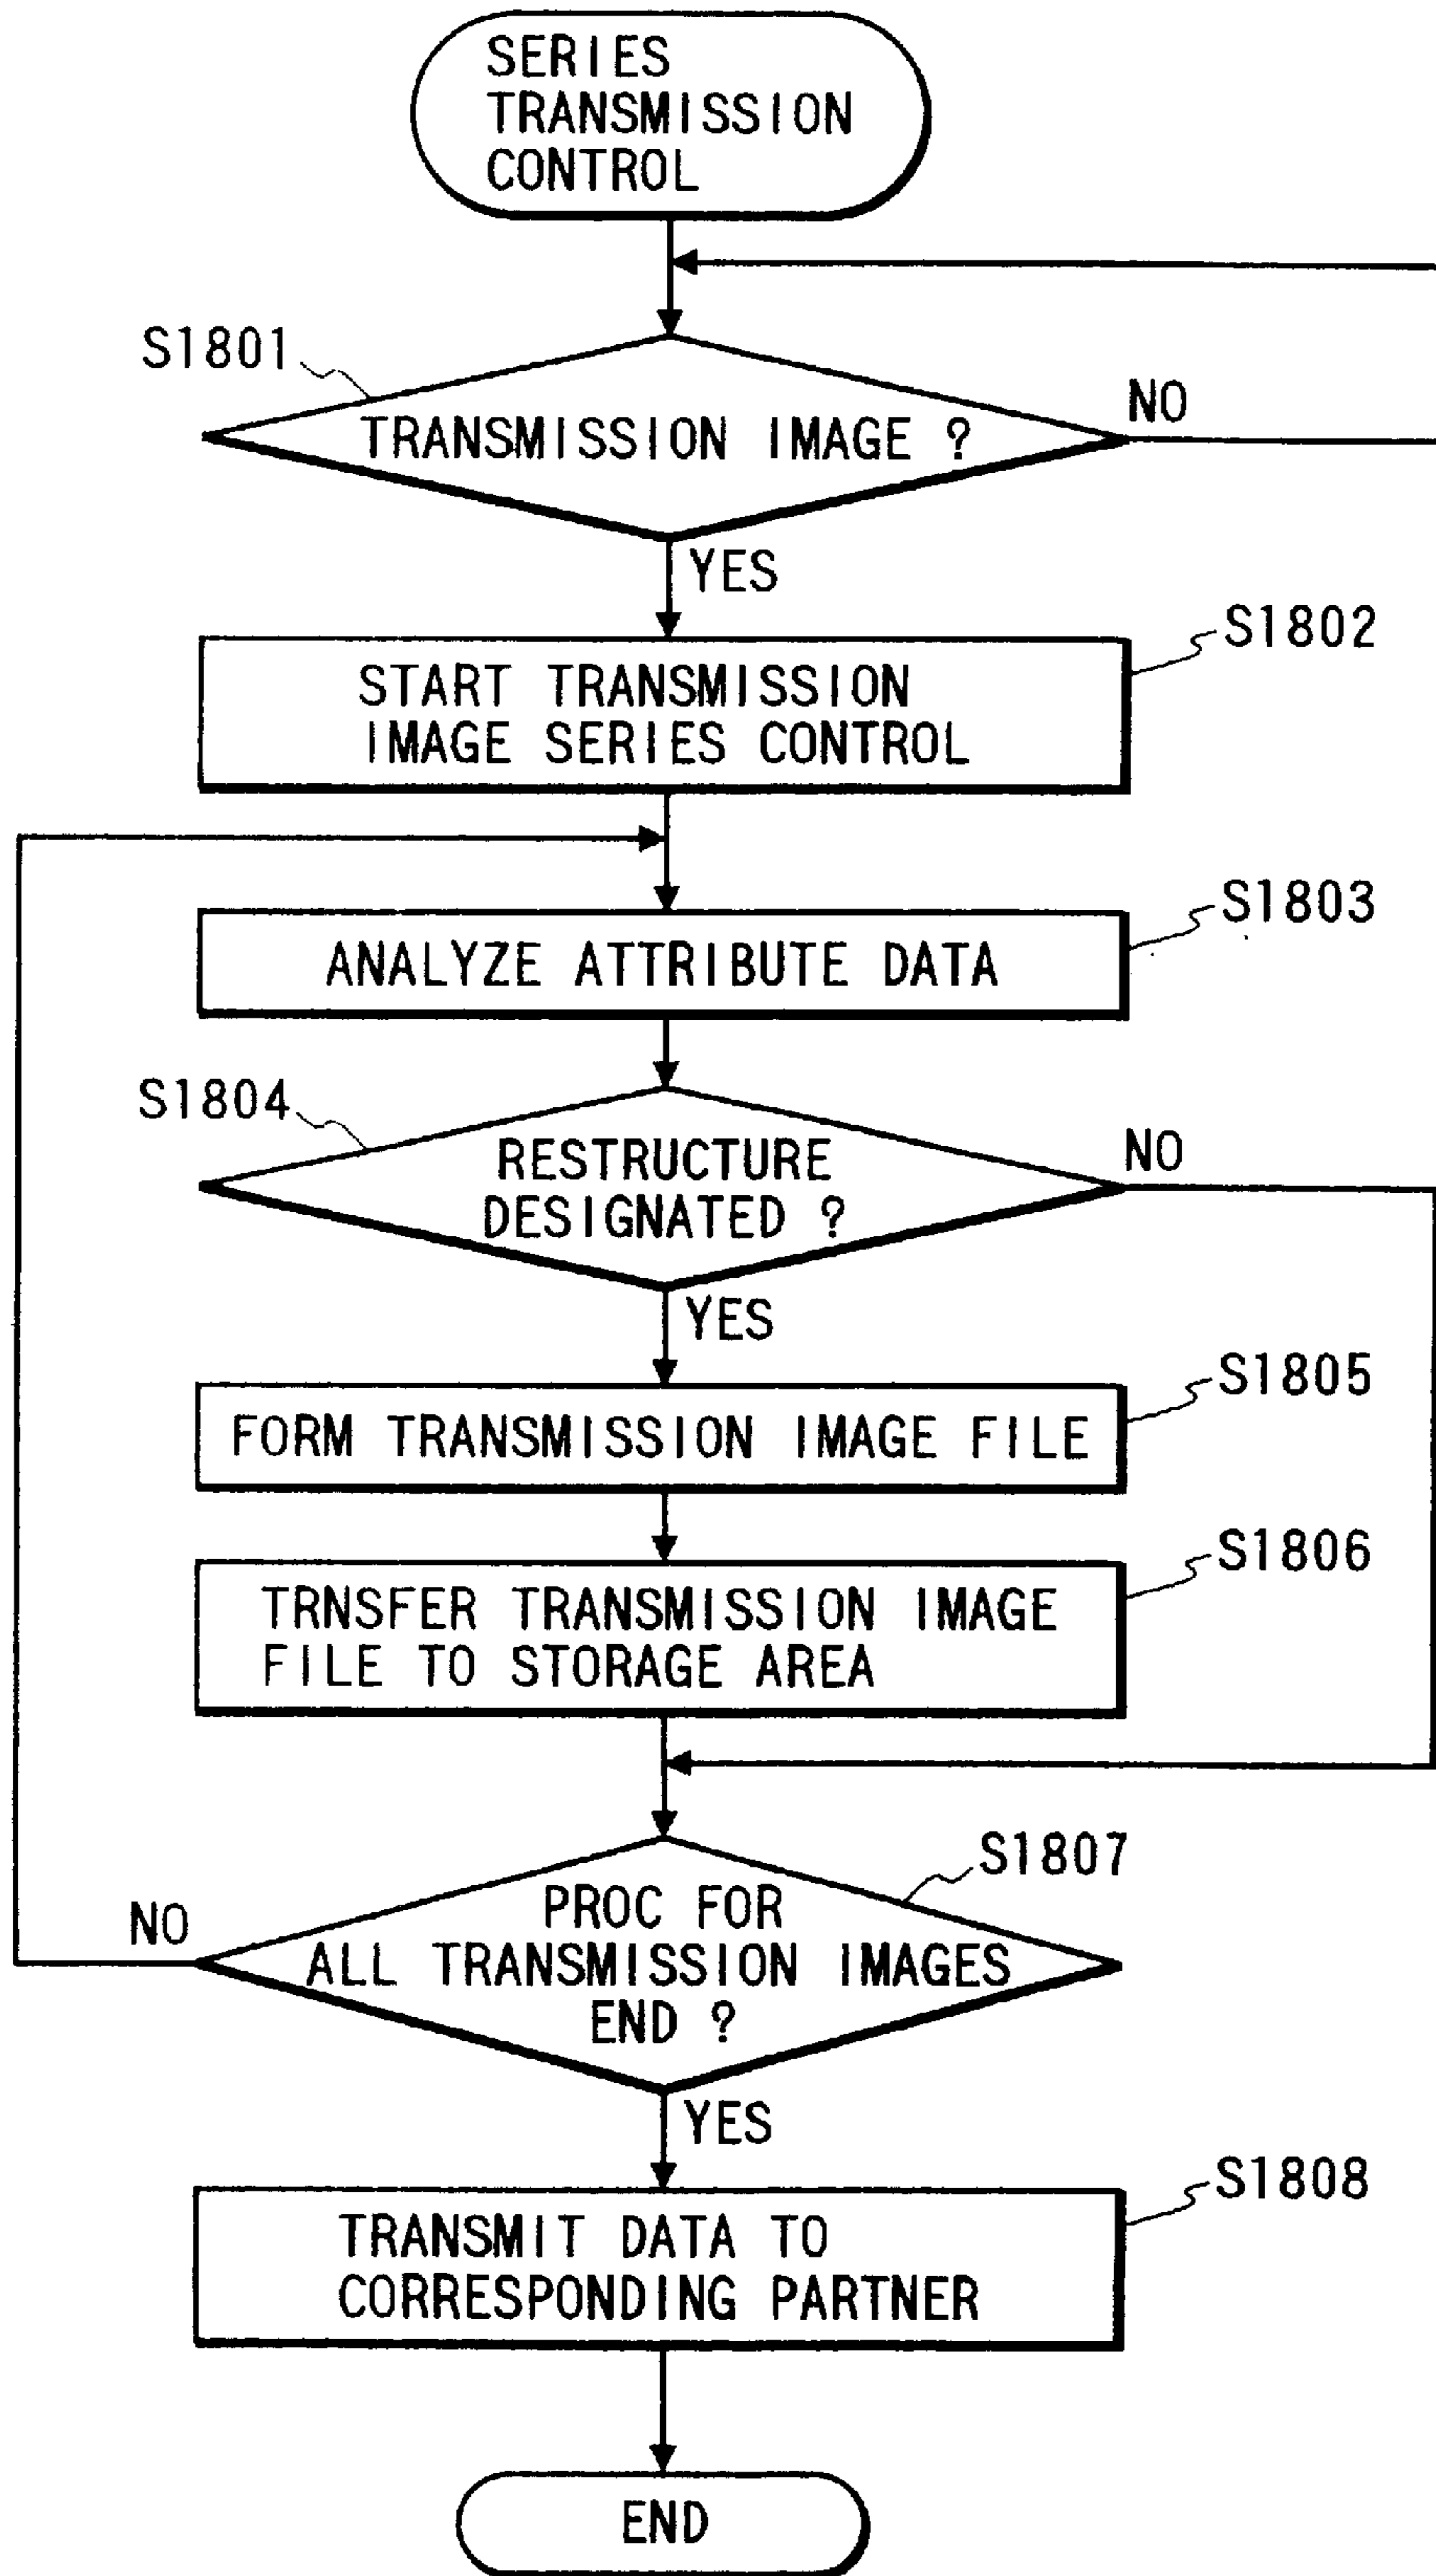 SERIES
TRANSMISSION
CONTROL
S1801
TRANSMISSION IMAGE ?
NO
YES
S1802
START TRANSMISSION
IMAGE SERIES CONTROL
S1803
ANALYZE ATTRIBUTE DATA
S1804
RESTRUCTURE
DESIGNATED ?
NO
YES
S1805
FORM TRANSMISSION IMAGE FILE
S1806
TRNSFER TRANSMISSION IMAGE
FILE TO STORAGE AREA
S1807
PROC FOR
ALL TRANSMISSION IMAGES
END ?
NO
YES
S1808
TRANSMIT DATA TO
CORRESPONDING PARTNER
END